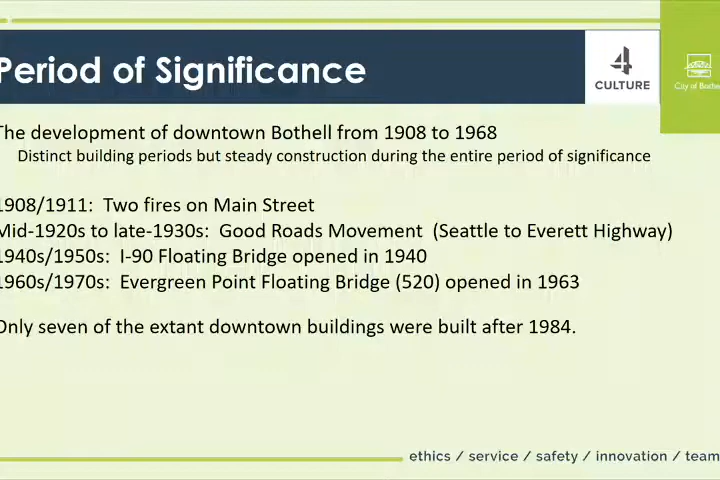 Period of Significance
4
CULTURE
City of Bothe
The development of downtown Bothell from 1908 to 1968
Distinct building periods but steady construction during the entire period of significance
1908/1911: Two fires on Main Street
Mid-1920s to late-1930s: Good Roads Movement (Seattle to Everett Highway)
1940s/1950s: I-90 Floating Bridge opened in 1940
1960s/1970s: Evergreen Point Floating Bridge (520) opened in 1963
Only seven of the extant downtown buildings were built after 1984.
ethics / service / safety / innovation / team